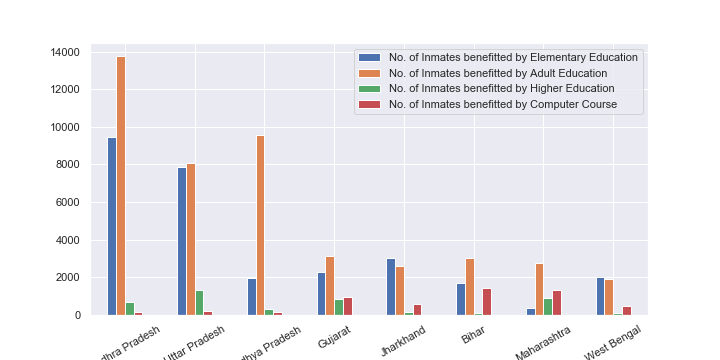 14000
12000
10000
8000
6000
4000
2000
0
No. of Inmates benefitted by Elementary Education
No. of Inmates benefitted by Adult Education
No. of Inmates benefitted by Higher Education
No. of Inmates benefitted by Computer Course
dhra Pradesh
Uttar Pradesh
dhya Pradesh
Gujarat
Jharkhand
Bihar
Maharashtra
West Bengal